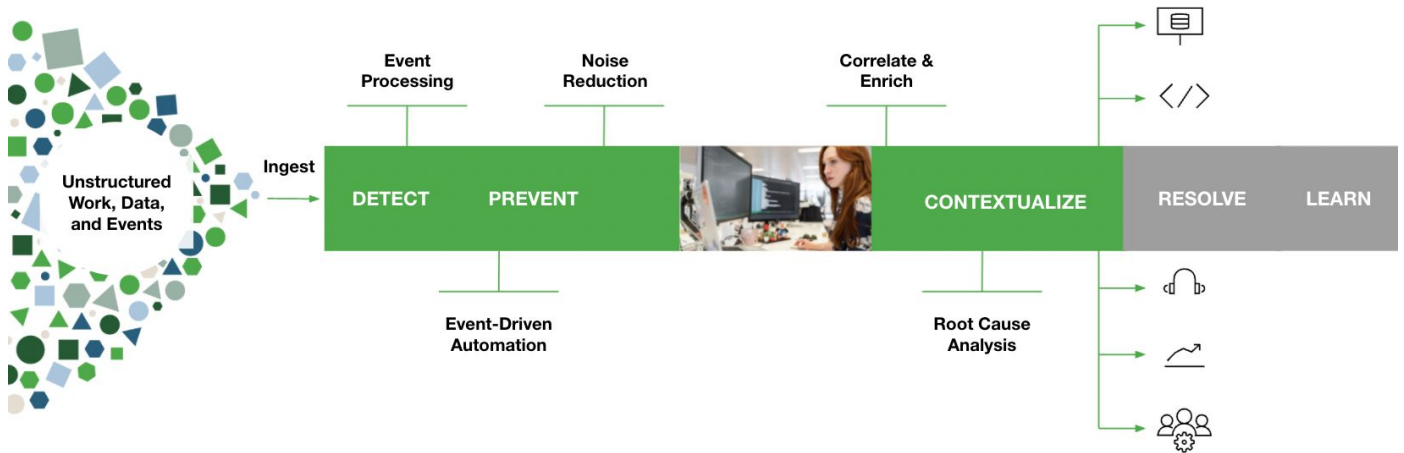 Event
Processing
Noise
Reduction
Correlate &
Enrich
Unstructured
Work, Data,
and Events
Ingest
DETECT
PREVENT
CONTEXTUALIZE
RESOLVE
LEARN
Event-Driven
Automation
Root Cause
Analysis